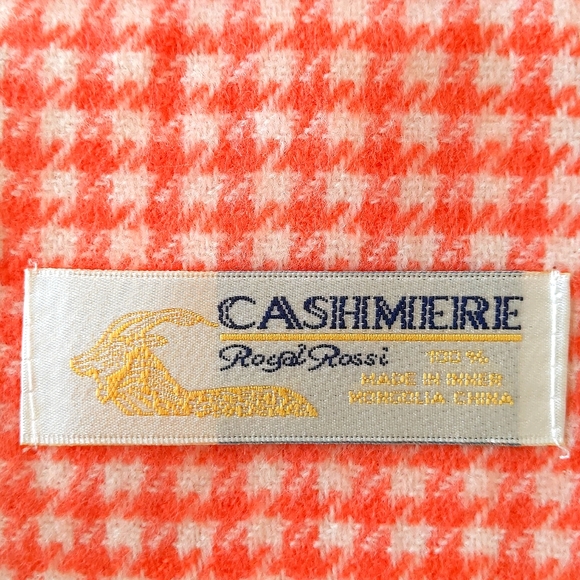 CASHMERE
Royal Rossi 100%
MADE IN INNER
MONGOLIA CHINA